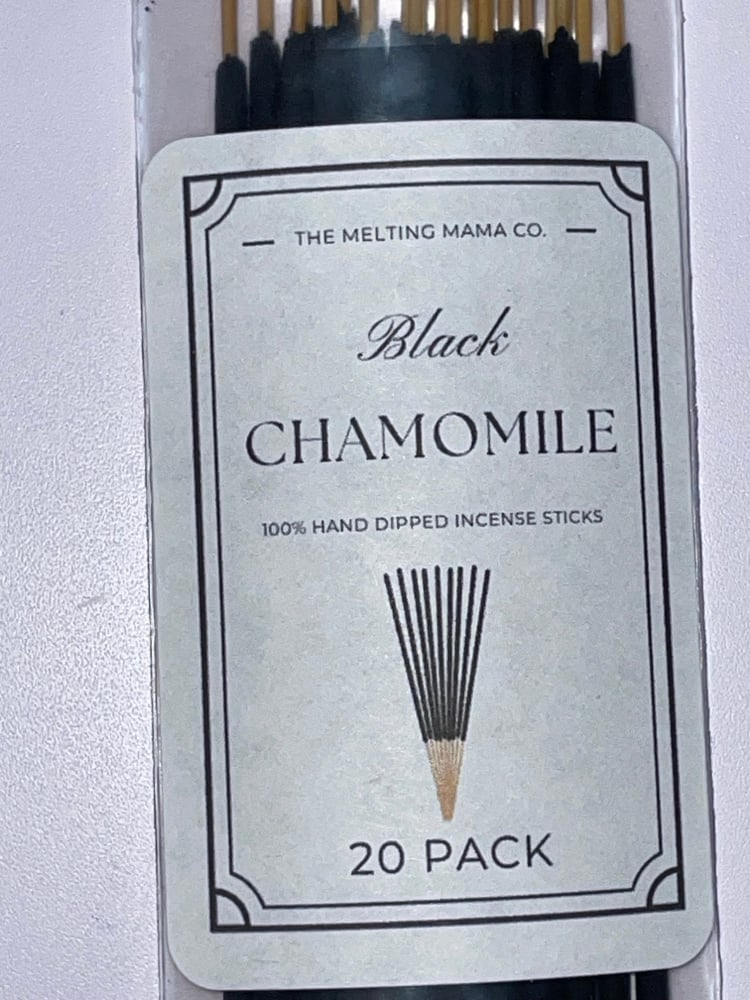 THE MELTING MAMA CO.
Black
CHAMOMILE
100% HAND DIPPED INCENSE STICKS
20 PACK